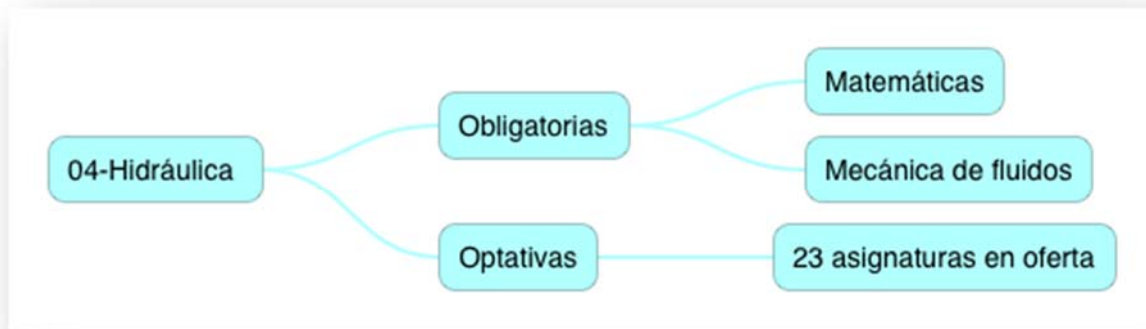 04-Hidráulica
Obligatorias
Matemáticas
Mecánica de fluidos
Optativas
23 asignaturas en oferta